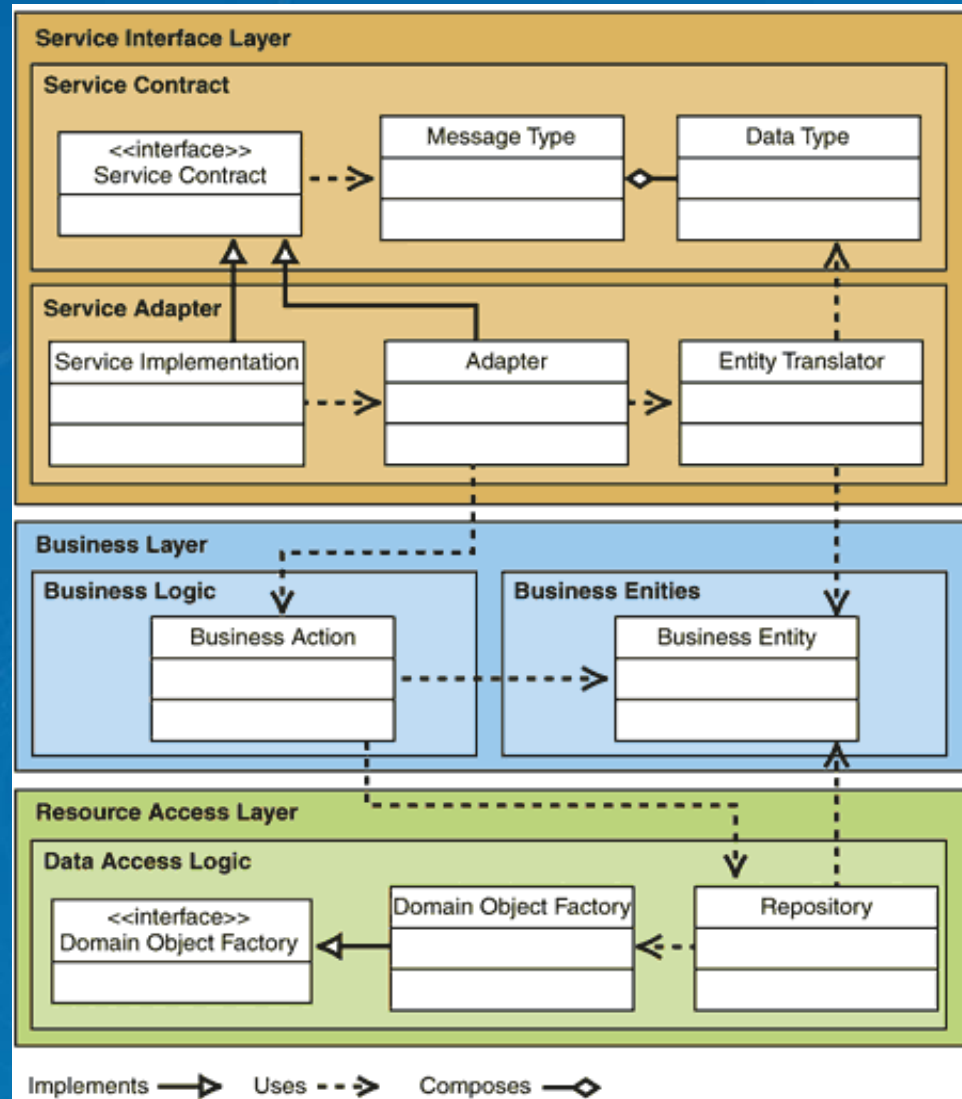 Service Interface Layer
Service Contract
<<interface>>
Service Contract
Message Type
Data Type
Service Adapter
Service Implementation
Adapter
Entity Translator
Business Layer
Business Logic
Business Action
Business Enities
Business Entity
Resource Access Layer
Data Access Logic
<<interface>>
Domain Object Factory
Domain Object Factory
Repository
Implements
Uses
Composes